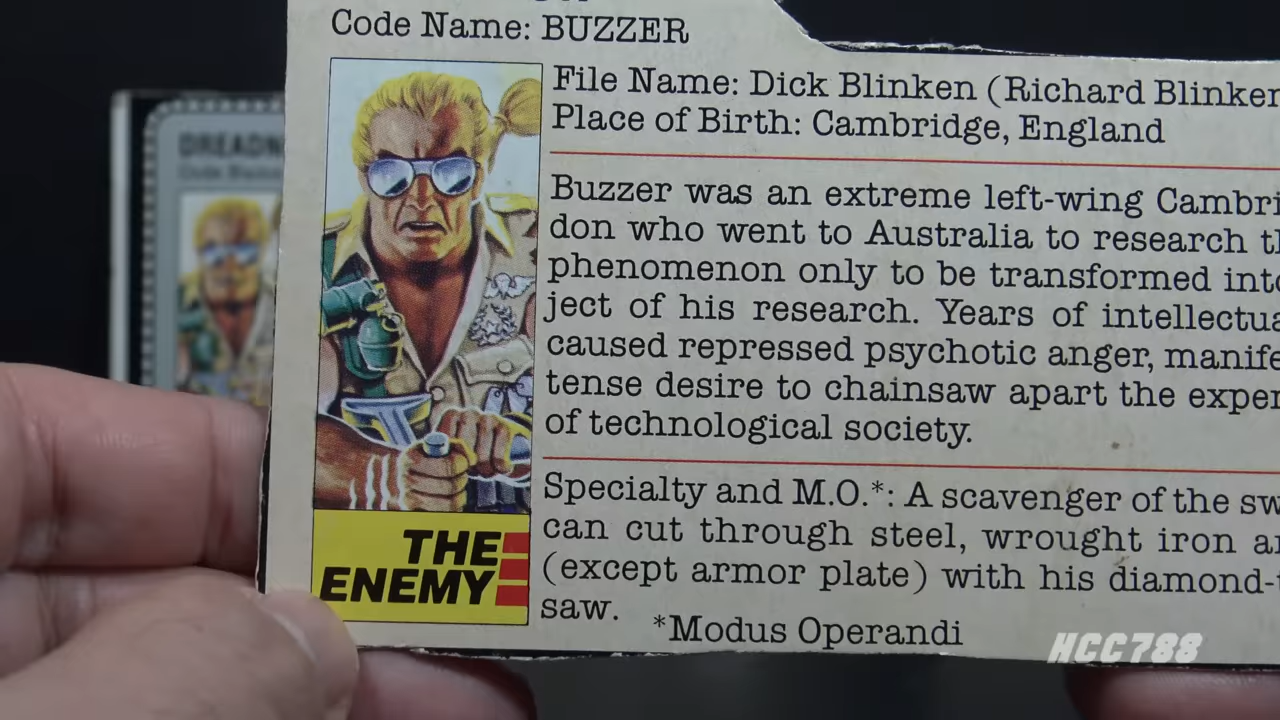 Code Name: BUZZER
File Name: Dick Blinken (Richard Blinken
Place of Birth: Cambridge, England
Buzzer was an extreme left-wing Cambri
don who went to Australia to research th
phenomenon only to be transformed into
ject of his research. Years of intellectua
caused repressed psychotic anger, manife
tense desire to chainsaw apart the exper
of technological society.
Specialty and M.O.*: A scavenger of the sw
can cut through steel, wrought iron an
(except armor plate) with his diamond-t
saw.
*Modus Operandi
THE
ENEMY
DREADN
HCC788